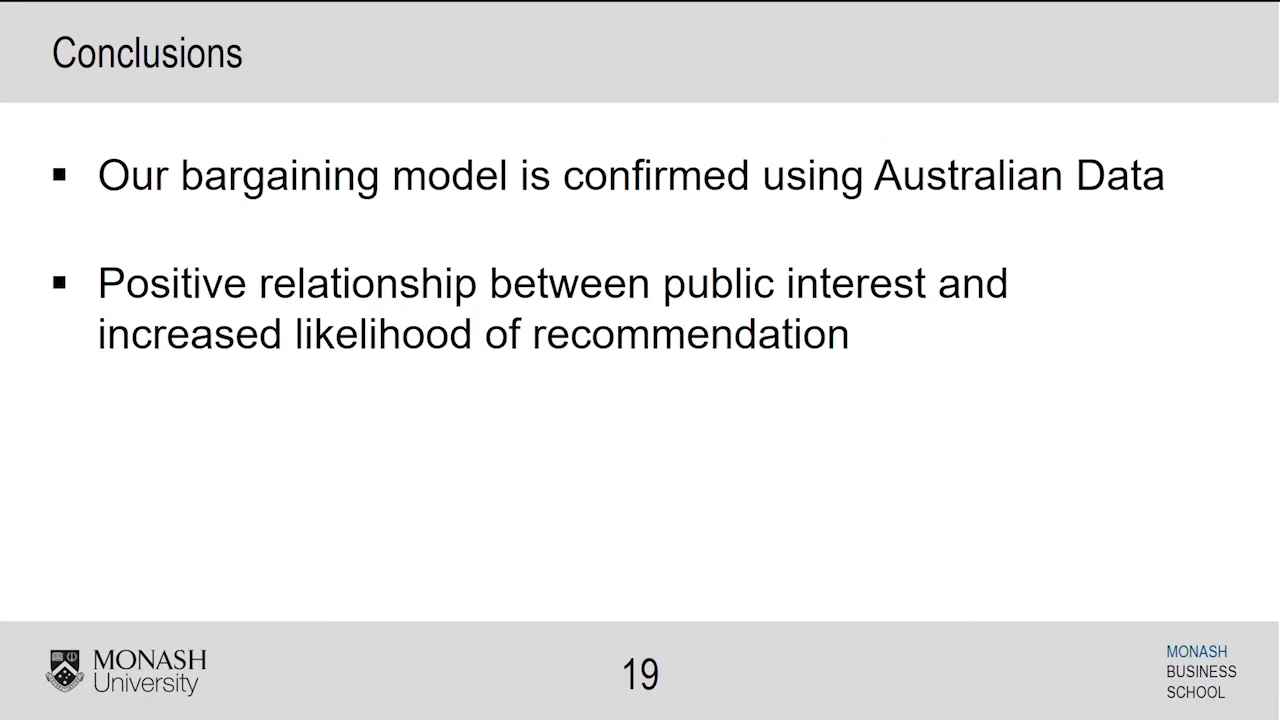 Conclusions
▪ Our bargaining model is confirmed using Australian Data
▪ Positive relationship between public interest and
increased likelihood of recommendation
MONASH
University
19
MONASH
BUSINESS
SCHOOL